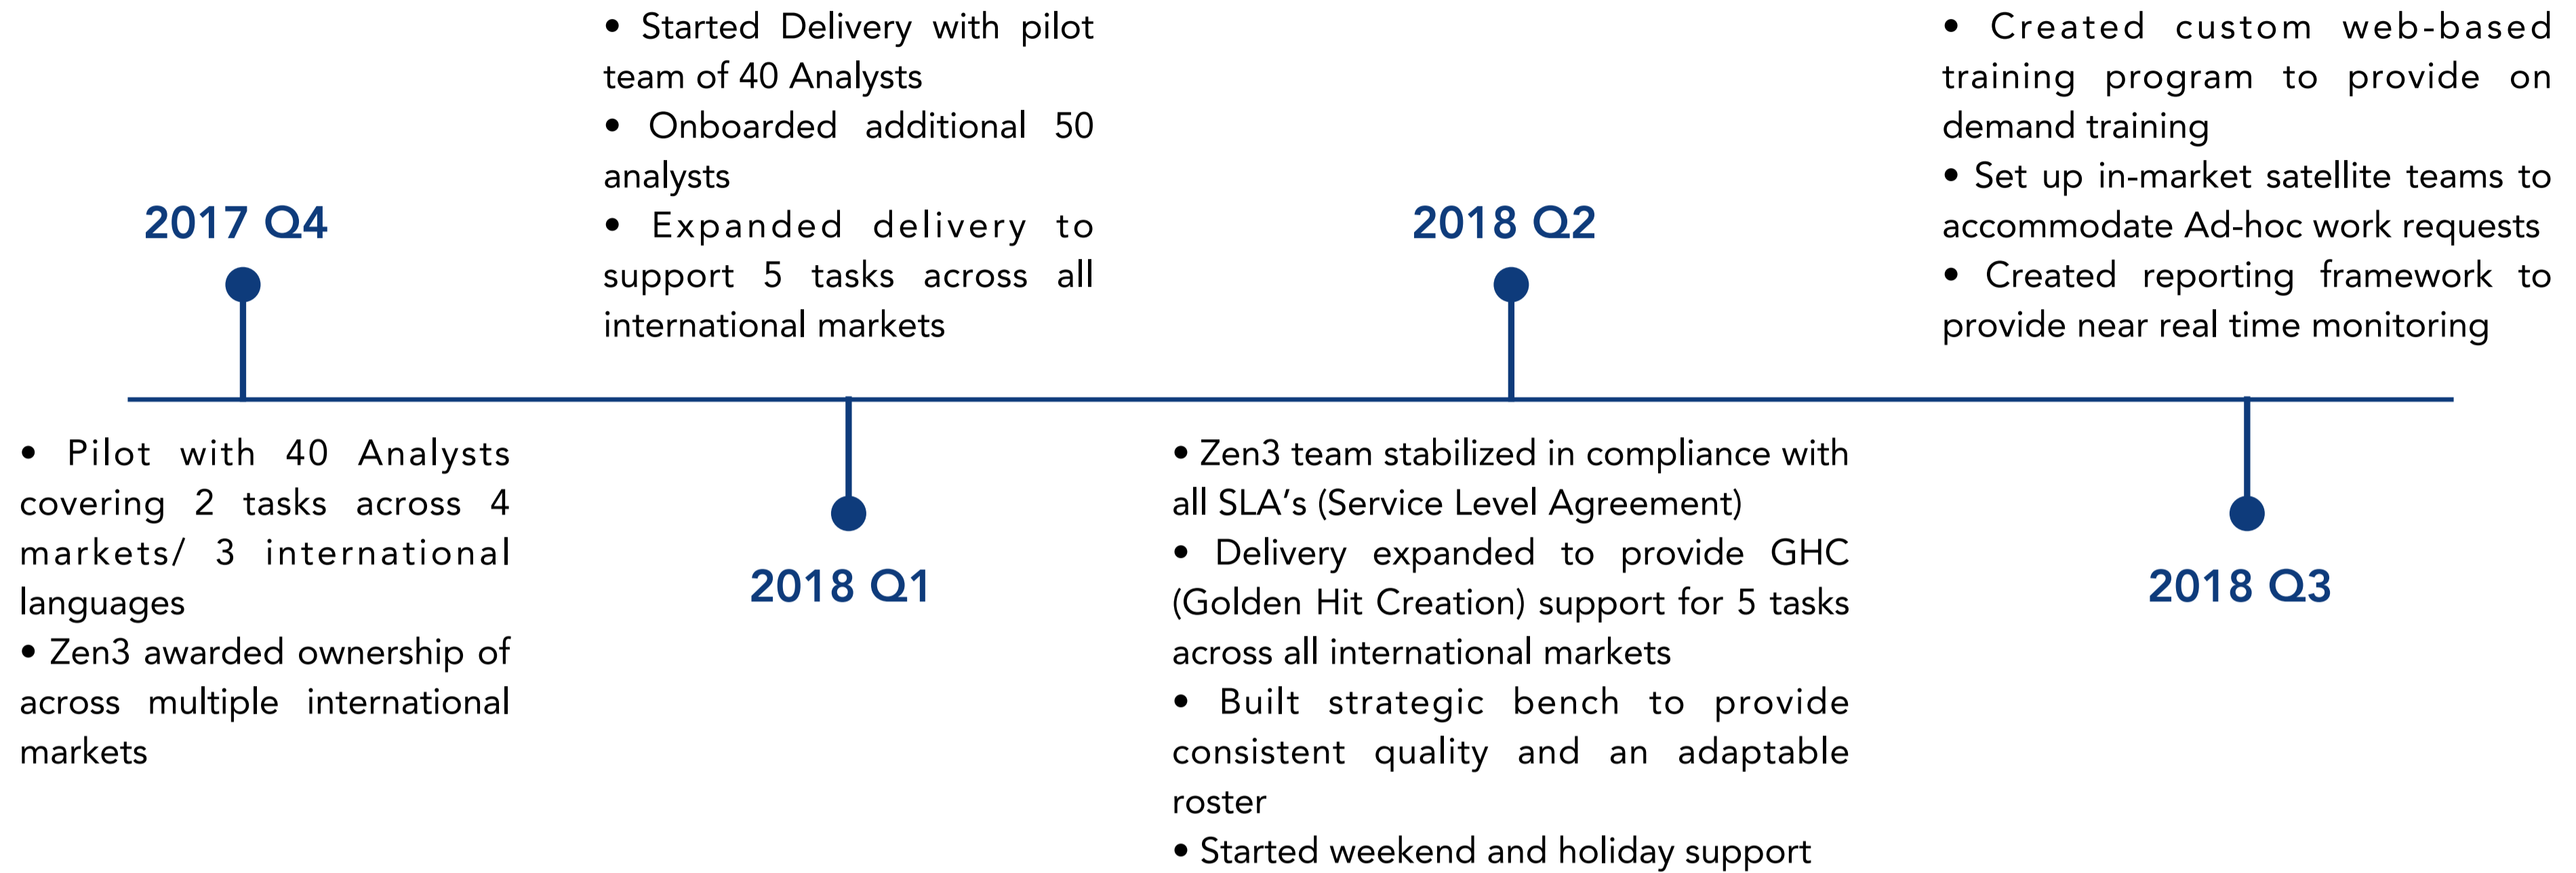 2017 Q4
• Pilot with 40 Analysts
covering 2 tasks across 4
markets/ 3 international
languages
• Zen3 awarded ownership of
across multiple international
markets
• Started Delivery with pilot
team of 40 Analysts
• Onboarded additional 50
analysts
• Expanded delivery to
support 5 tasks across all
international markets
2018 Q1
2018 Q2
• Zen3 team stabilized in compliance with
all SLA’s (Service Level Agreement)
• Delivery expanded to provide GHC
(Golden Hit Creation) support for 5 tasks
across all international markets
• Built strategic bench to provide
consistent quality and an adaptable
roster
• Started weekend and holiday support
• Created custom web-based
training program to provide on
demand training
• Set up in-market satellite teams to
accommodate Ad-hoc work requests
• Created reporting framework to
provide near real time monitoring
2018 Q3